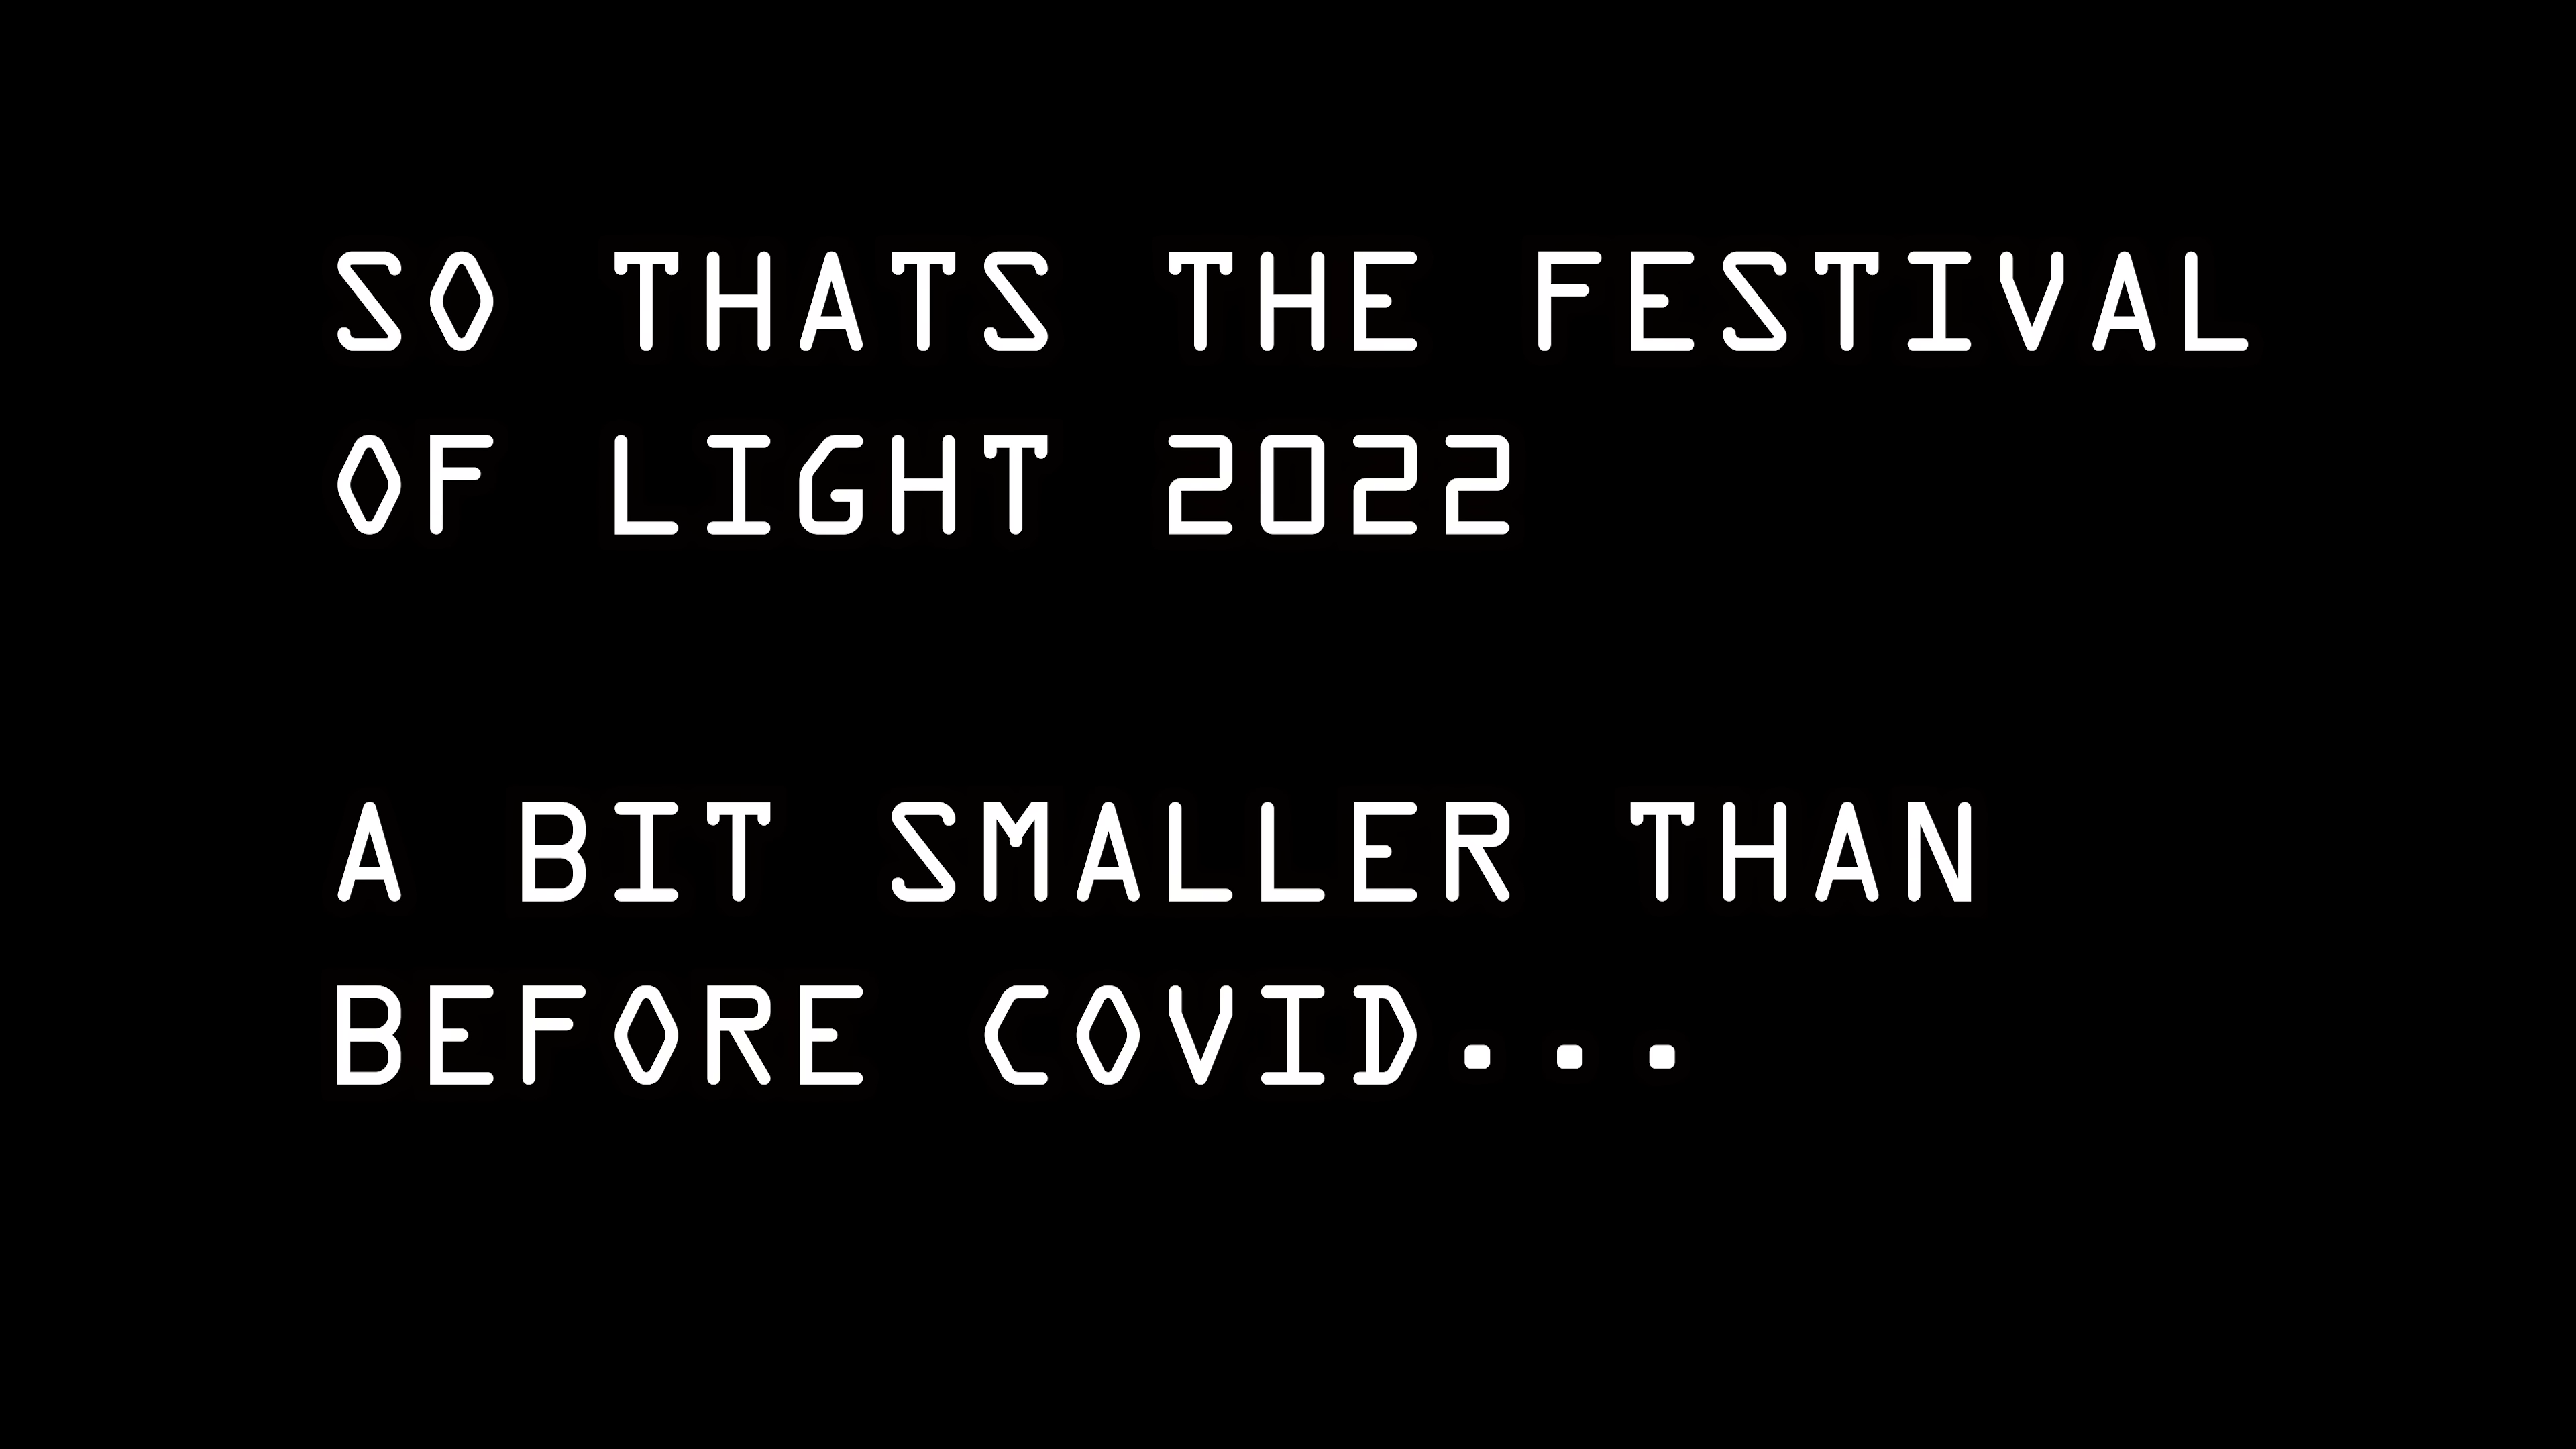 SO THATS THE FESTIVAL
OF LIGHT 2022
A BIT SMALLER THAN
BEFORE COVID...